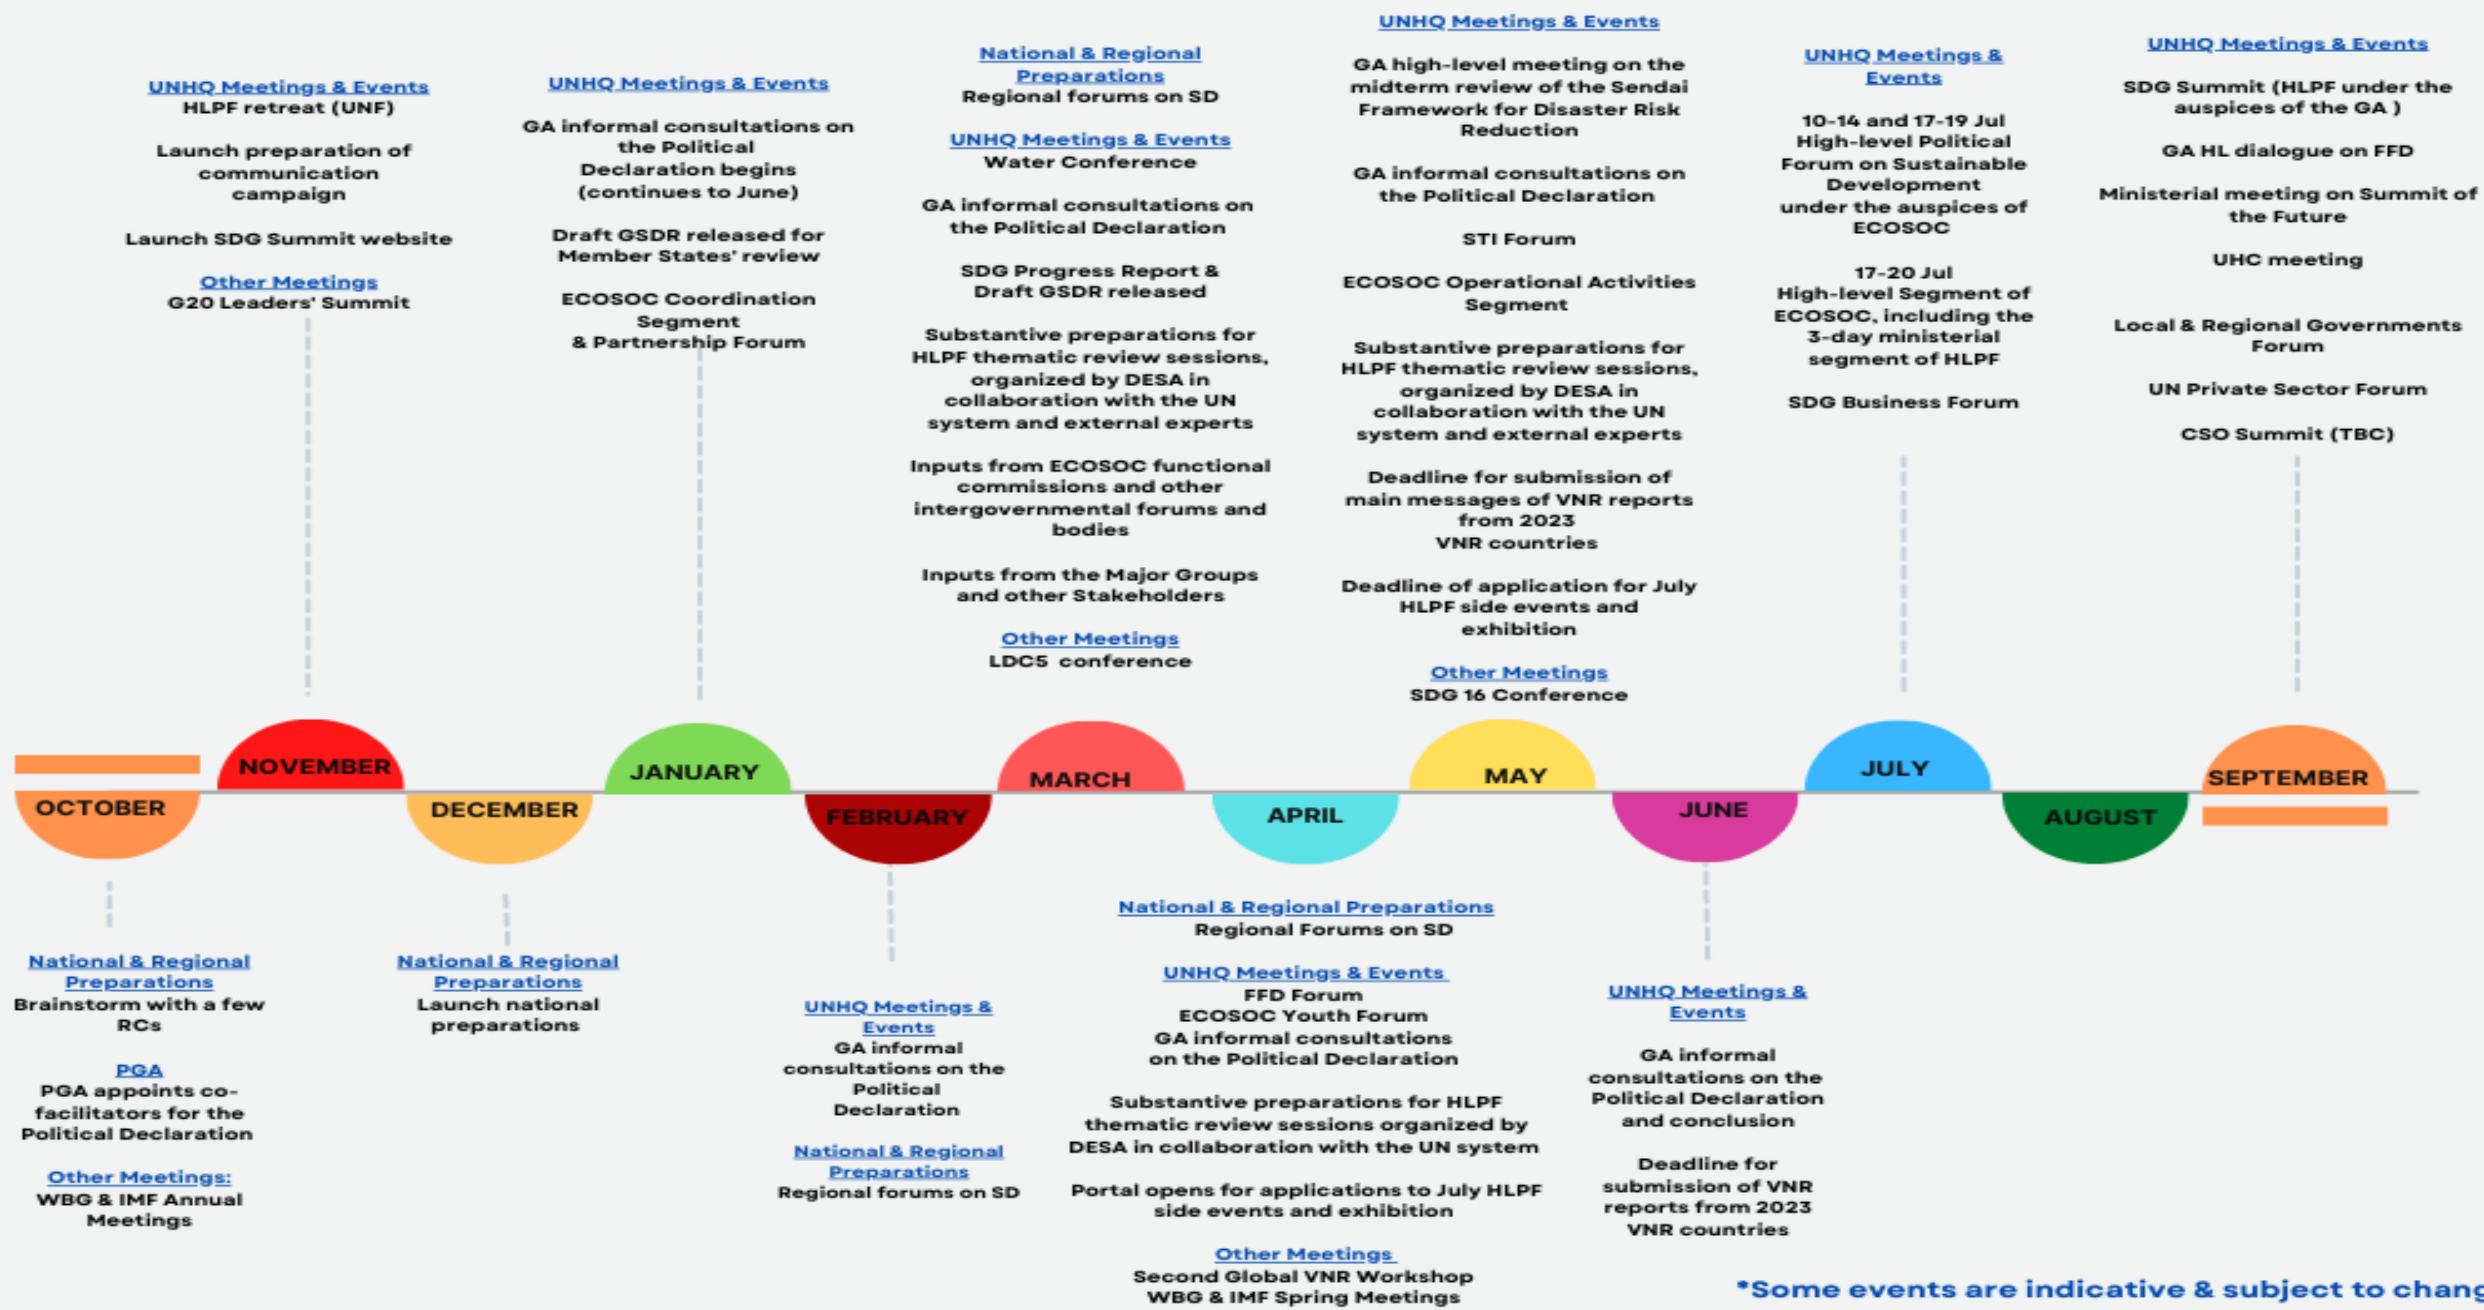 UNHQ Meetings & Events
HLPF retreat (UNF)
Launch preparation of
communication
campaign
Launch SDG Summit website
Other Meetings
G20 Leaders' Summit
UNHQ Meetings & Events
GA informal consultations on
the Political
Declaration begins
(continues to June)
Draft GSDR released for
Member States' review
ECOSOC Coordination
Segment
& Partnership Forum
National & Regional
Preparations
Regional forums on SD
UNHQ Meetings & Events
Water Conference
GA informal consultations on
the Political Declaration
SDG Progress Report &
Draft GSDR released
Substantive preparations for
HLPF thematic review sessions,
organized by DESA in
collaboration with the UN
system and external experts
Inputs from ECOSOC functional
commissions and other
intergovernmental forums and
bodies
Inputs from the Major Groups
and other Stakeholders
Other Meetings
LDC5 conference
UNHQ Meetings & Events
GA high-level meeting on the
midterm review of the Sendai
Framework for Disaster Risk
Reduction
GA informal consultations on
the Political Declaration
STI Forum
ECOSOC Operational Activities
Segment
Substantive preparations for
HLPF thematic review sessions,
organized by DESA in
collaboration with the UN
system and external experts
Deadline for submission of
main messages of VNR reports
from 2023
VNR countries
Deadline of application for July
HLPF side events and
exhibition
Other Meetings
SDG 16 Conference
UNHQ Meetings &
Events
10-14 and 17-19 Jul
High-level Political
Forum on Sustainable
Development
under the auspices of
ECOSOC
17-20 Jul
High-level Segment of
ECOSOC, including the
3-day ministerial
segment of HLPF
SDG Business Forum
UNHQ Meetings & Events
SDG Summit (HLPF under the
auspices of the GA )
GA HL dialogue on FFD
Ministerial meeting on Summit of
the Future
UHC meeting
Local & Regional Governments
Forum
UN Private Sector Forum
CSO Summit (TBC)
OCTOBER
NOVEMBER
DECEMBER
JANUARY
FEBRUARY
MARCH
APRIL
MAY
JUNE
JULY
AUGUST
SEPTEMBER
National & Regional
Preparations
Brainstorm with a few
RCs
PGA
PGA appoints co-
facilitators for the
Political Declaration
Other Meetings:
WBG & IMF Annual
Meetings
National & Regional
Preparations
Launch national
preparations
UNHQ Meetings &
Events
GA informal
consultations on the
Political
Declaration
National & Regional
Preparations
Regional forums on SD
National & Regional Preparations
Regional Forums on SD
UNHQ Meetings & Events
FFD Forum
ECOSOC Youth Forum
GA informal consultations
on the Political Declaration
Substantive preparations for HLPF
thematic review sessions organized by
DESA in collaboration with the UN system
Portal opens for applications to July HLPF
side events and exhibition
Other Meetings
Second Global VNR Workshop
WBG & IMF Spring Meetings
UNHQ Meetings &
Events
GA informal
consultations on the
Political Declaration
and conclusion
Deadline for
submission of VNR
reports from 2023
VNR countries
*Some events are indicative & subject to chang